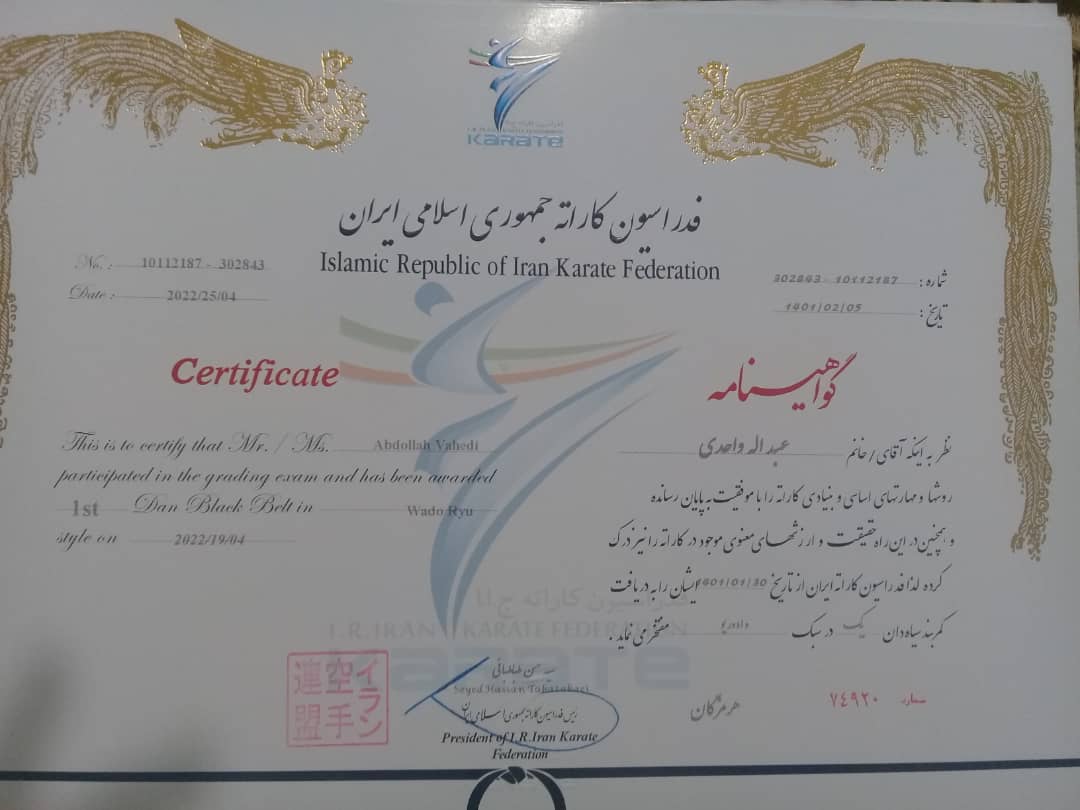 KARATE
فدراسیون کاراته جمهوری اسلامی ایران
Islamic Republic of Iran Karate Federation
No. : 10112187 - 302843
Date : 2022/25/04
شماره : 302843 - 10112187
تاریخ : 1401/02/05
Certificate
This is to certify that Mr. / Ms. Abdollah Vahedi
participated in the grading exam and has been awarded
1st Dan Black Belt in Wado Ryu
style on 2022/19/04
گواهینامه
نظر به اینکه آقای / خانم عبد اله واحدی
روشها و مهارتهای اساسی و بنیادی کاراته را با موفقیت به پایان رسانده
و همچنین در این راه حقیقت و ارزشهای معنوی موجود در کاراته را نیز درک
کرده لذا فدراسیون کاراته ایران از تاریخ 1401/01/30 ایشان را به دریافت
کمربند سیاه دان یک در سبک وادوریو مفتخر می نماید .
فدراسیون کاراته ج.ا.ا
I.R.IRAN KARATE FEDERATION
Karate
イラン
空手
連盟
سید حسن طباطبائی
Seyed Hassan Tabatabaei
رئیس فدراسیون کاراته جمهوری اسلامی ایران
President of I.R.Iran Karate
Federation
هرمزگان
شماره ۷۴۹۲۰